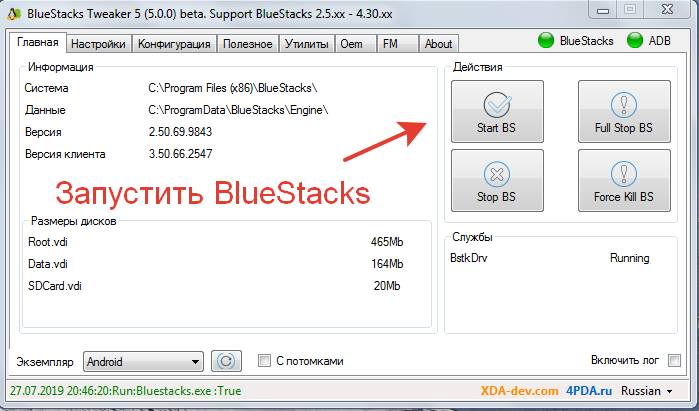 BlueStacks Tweaker 5 (5.0.0) beta. Support BlueStacks 2.5.xx - 4.30.xx
Главная Настройки Конфигурация Полезное Утилиты Oem FM About BlueStacks ADB
Информация
Система C:\Program Files (x86)\BlueStacks\
Данные C:\ProgramData\BlueStacks\Engine\
Версия 2.50.69.9843
Версия клиента 3.50.66.2547
Запустить BlueStacks
Размеры дисков
Root.vdi 465Mb
Data.vdi 164Mb
SDCard.vdi 20Mb
Действия
Start BS Full Stop BS
Stop BS Force Kill BS
Службы
BstkDrv Running
Экземпляр Android С потомками Включить лог
27.07.2019 20:46:20:Run:Bluestacks.exe :True XDA-dev.com 4PDA.ru Russian